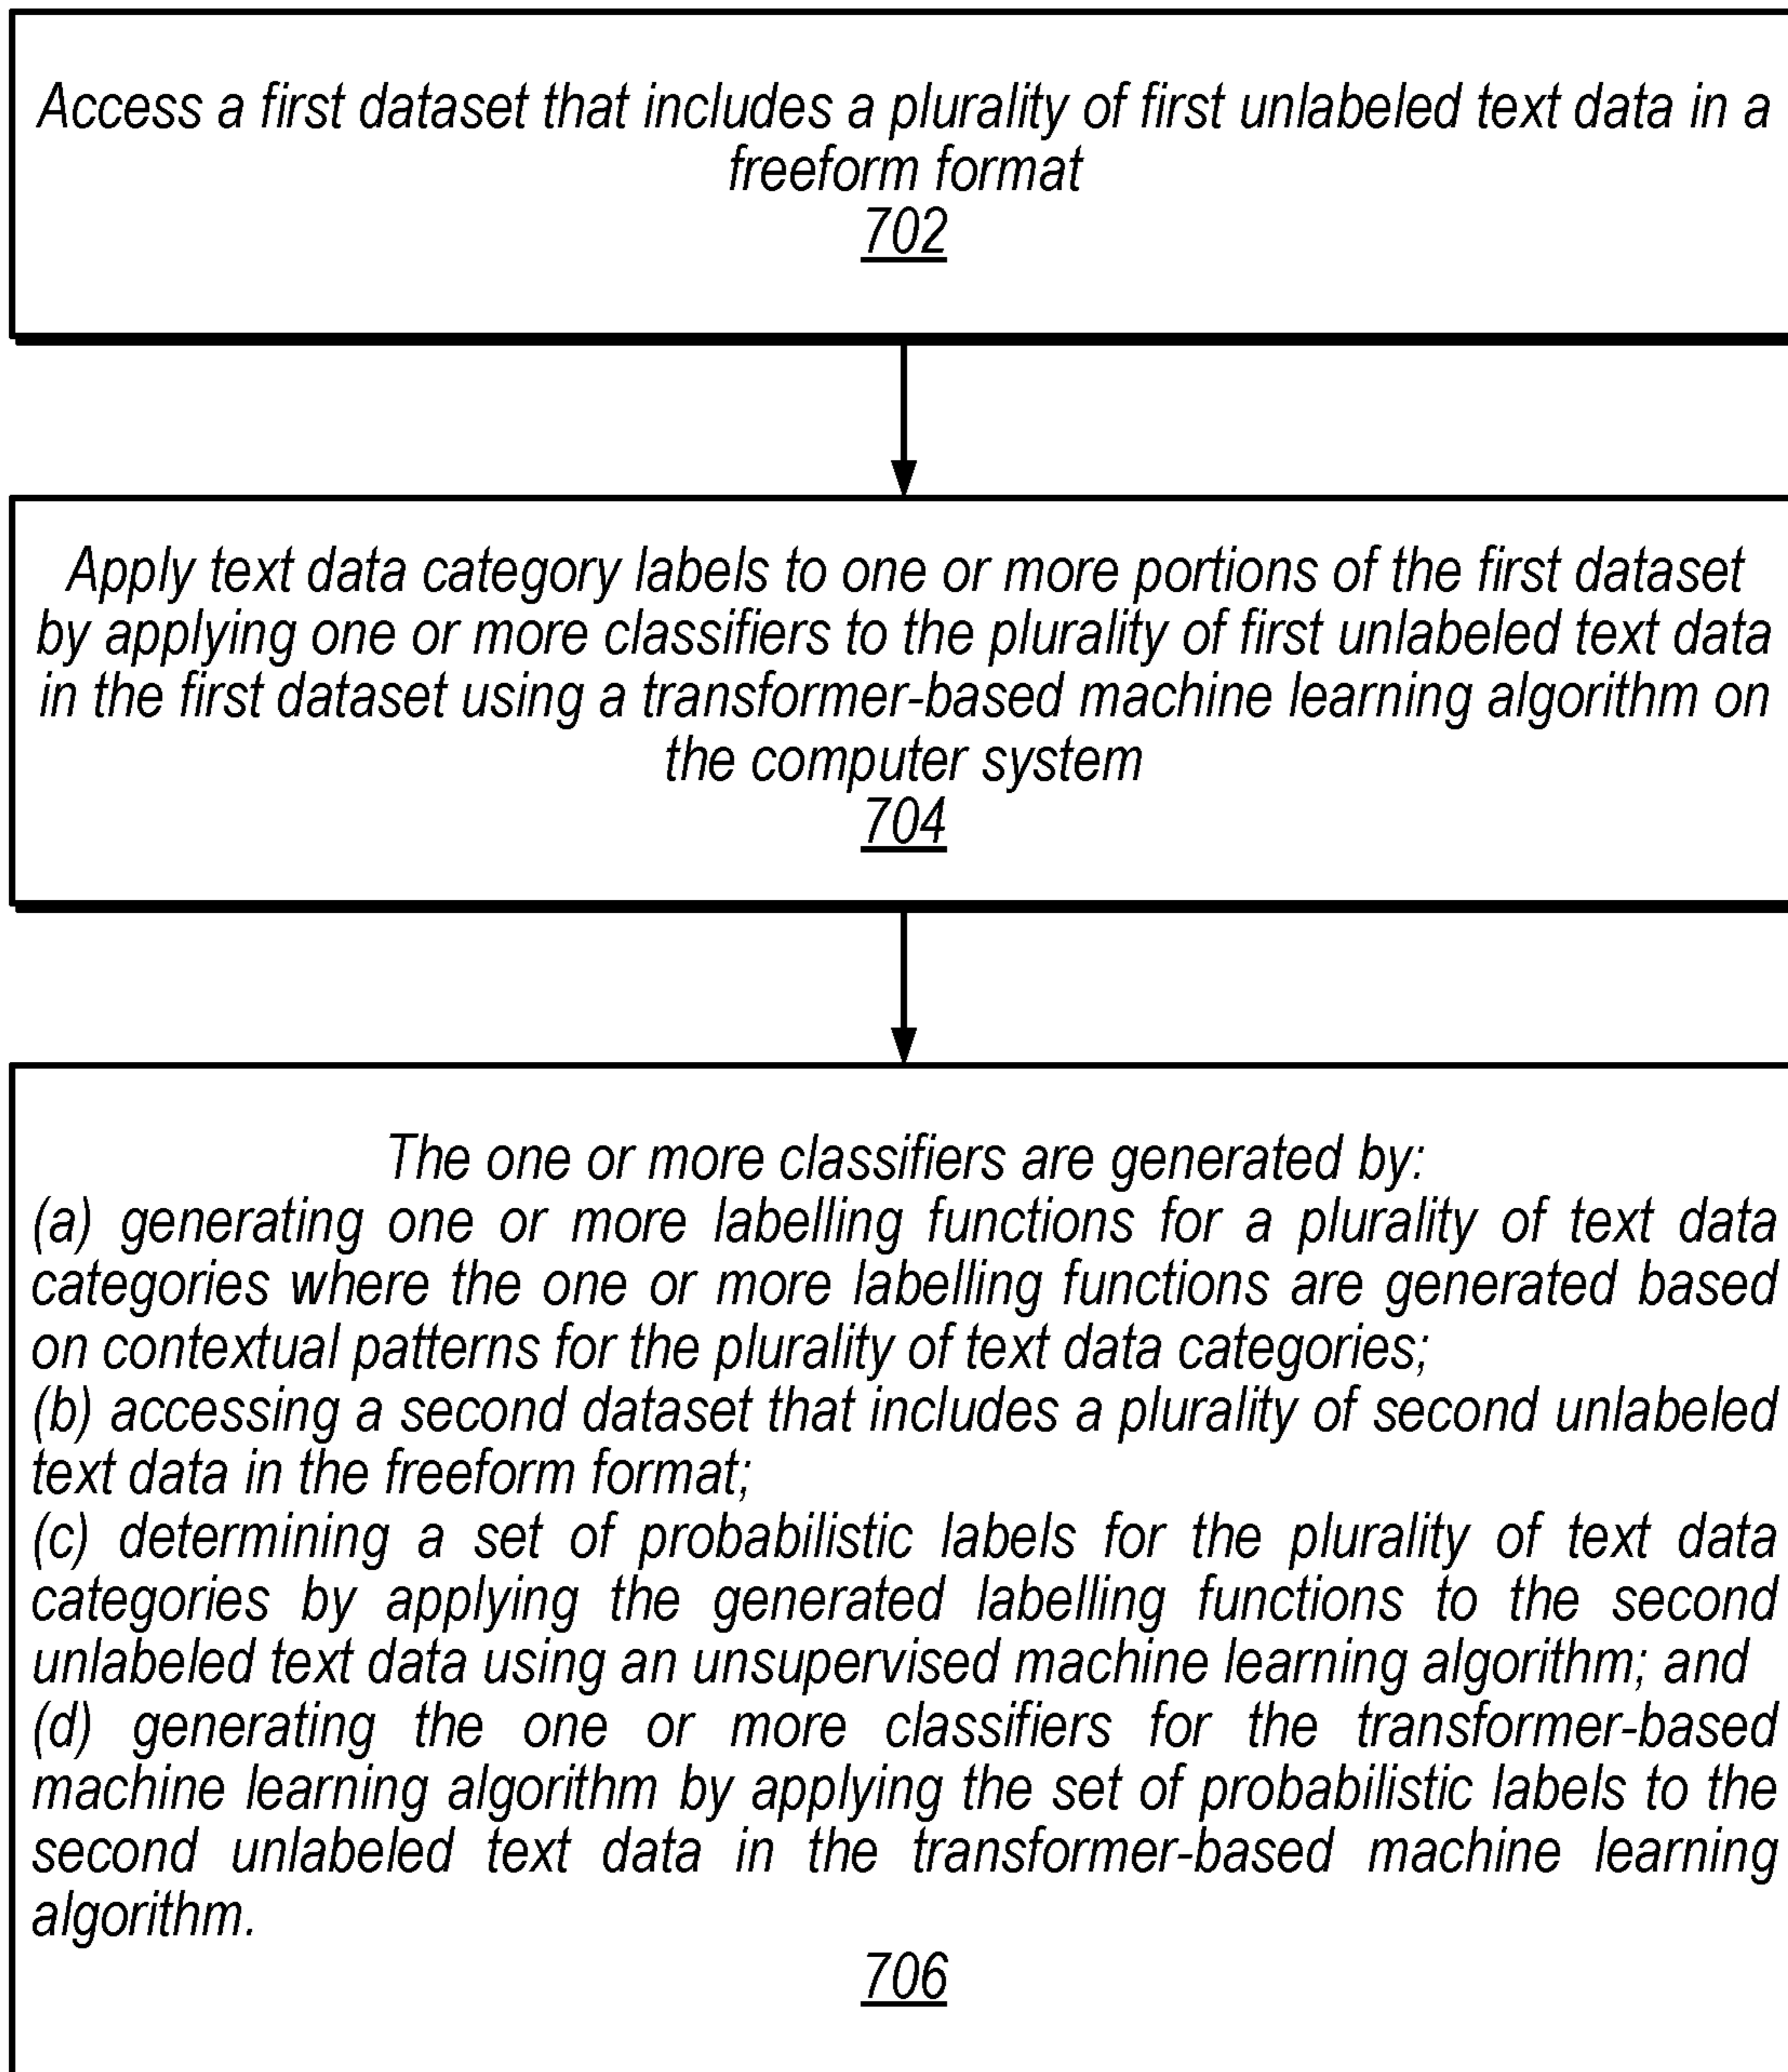 Access a first dataset that includes a plurality of first unlabeled text data in a
freeform format
702
Apply text data category labels to one or more portions of the first dataset
by applying one or more classifiers to the plurality of first unlabeled text data
in the first dataset using a transformer-based machine learning algorithm on
the computer system
704
The one or more classifiers are generated by:
(a) generating one or more labelling functions for a plurality of text data
categories where the one or more labelling functions are generated based
on contextual patterns for the plurality of text data categories;
(b) accessing a second dataset that includes a plurality of second unlabeled
text data in the freeform format;
(c) determining a set of probabilistic labels for the plurality of text data
categories by applying the generated labelling functions to the second
unlabeled text data using an unsupervised machine learning algorithm; and
(d) generating the one or more classifiers for the transformer-based
machine learning algorithm by applying the set of probabilistic labels to the
second unlabeled text data in the transformer-based machine learning
algorithm.
706